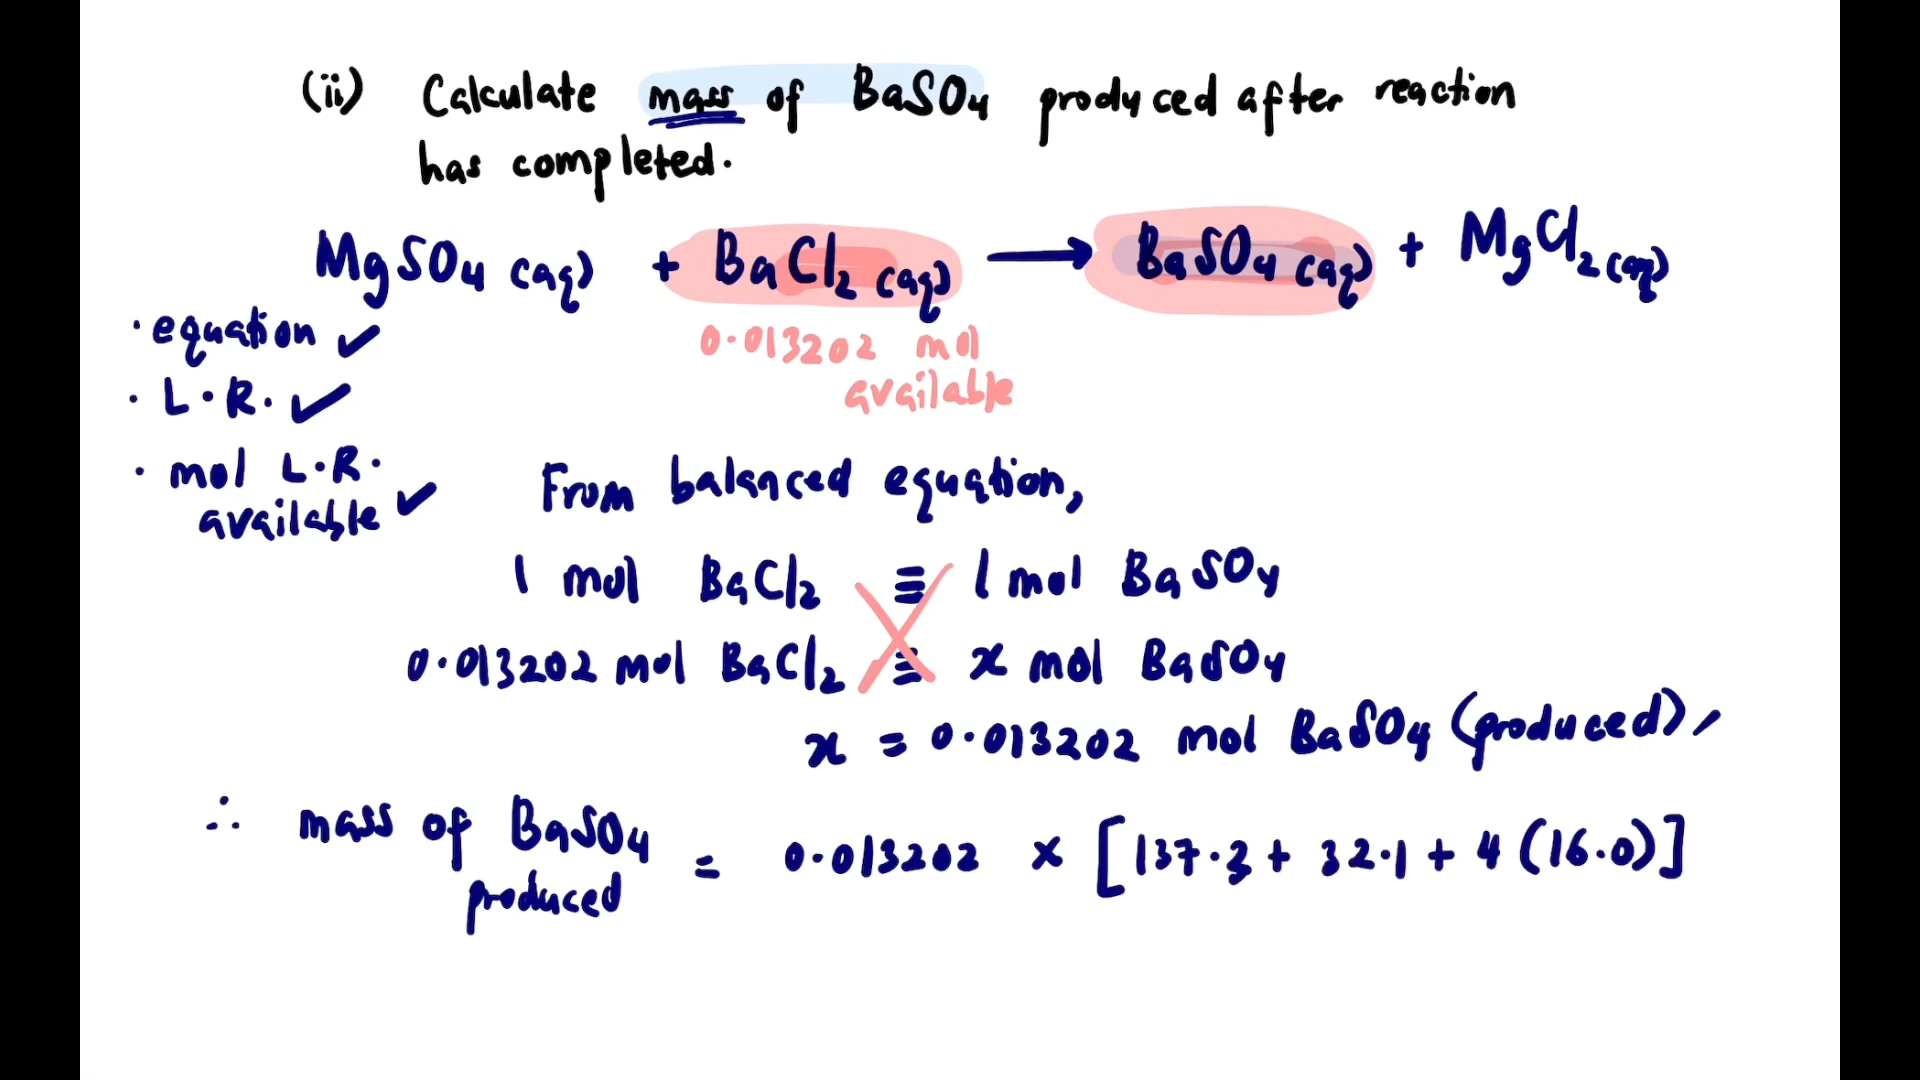 (ii) Calculate mass of BaSO₄ produced after reaction
has completed.
MgSO₄ (aq) + BaCl₂ (aq) → BaSO₄ (aq) + MgCl₂ (aq)
0.013202 mol
available
· equation ✓
· L.R. ✓
· mol L.R.
available ✓
From balanced equation,
1 mol BaCl₂ ≡ 1 mol BaSO₄
0.013202 mol BaCl₂ ≡ x mol BaSO₄
x = 0.013202 mol BaSO₄ (produced)
∴ mass of BaSO₄
produced = 0.013202 × [137.3 + 32.1 + 4 (16.0)]